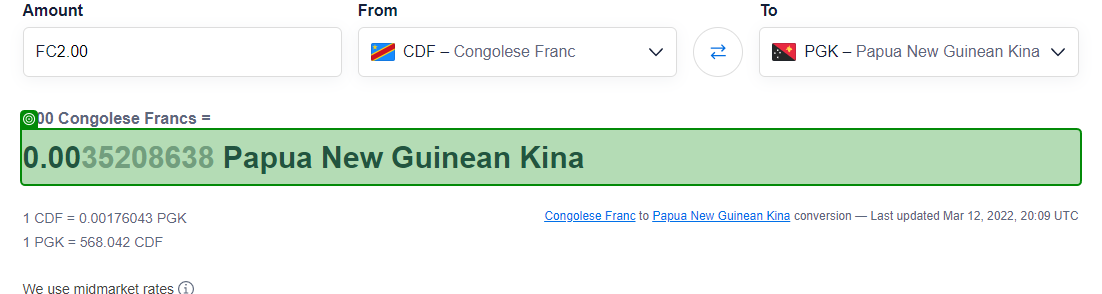 Amount
From
To
FC2.00
CDF – Congolese Franc
PGK – Papua New Guinean Kina
00 Congolese Francs =
0.0035208638 Papua New Guinean Kina
1 CDF = 0.00176043 PGK
Congolese Franc to Papua New Guinean Kina conversion — Last updated Mar 12, 2022, 20:09 UTC
1 PGK = 568.042 CDF
We use midmarket rates